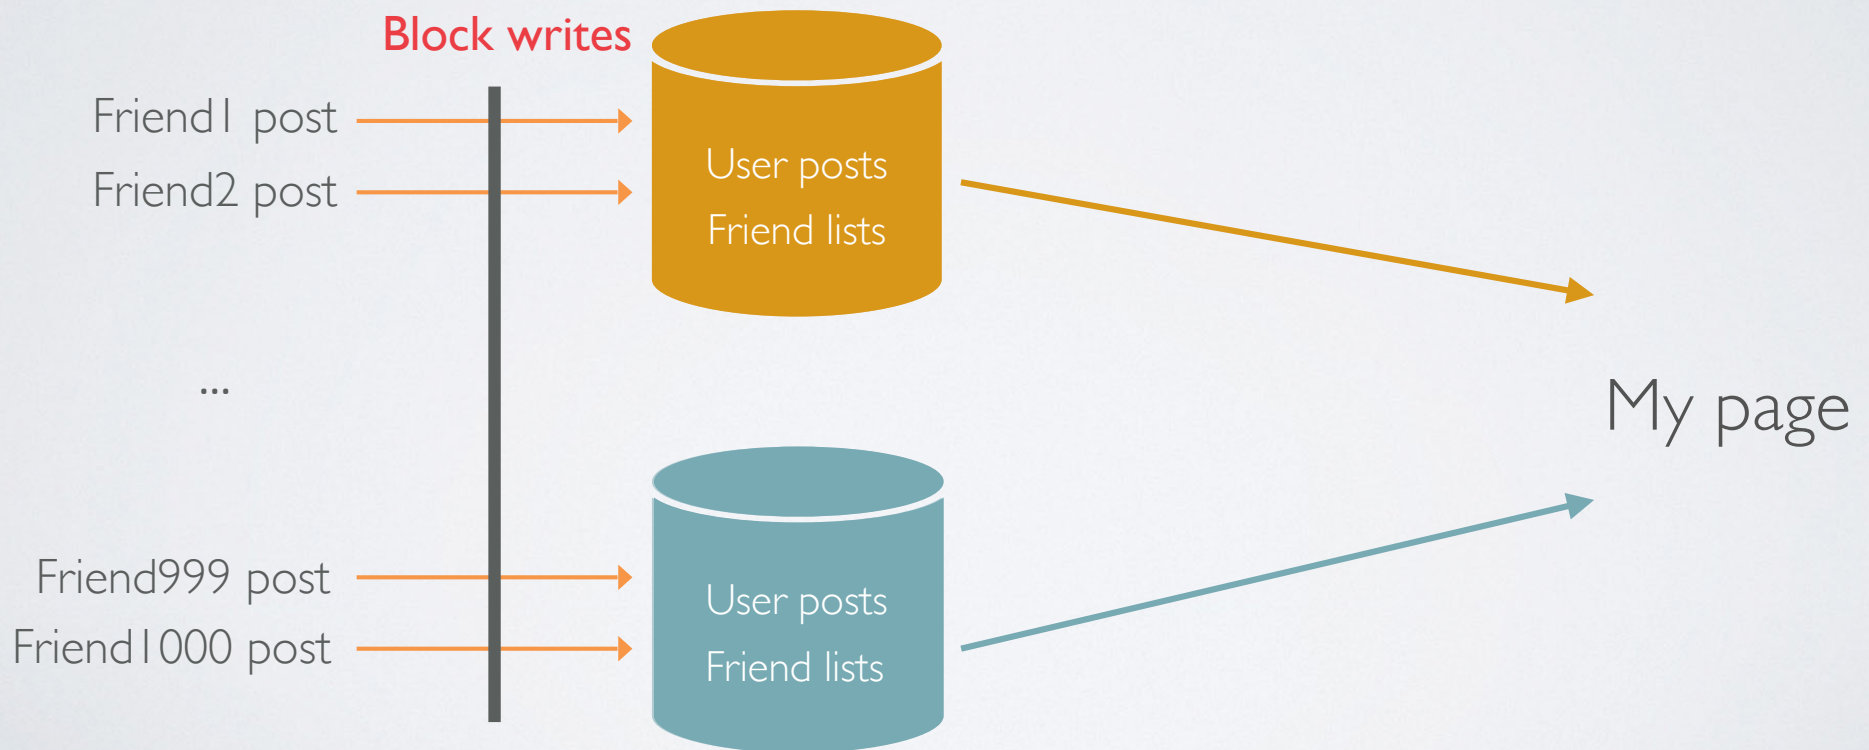 Block writes
Friend1 post
Friend2 post
User posts
Friend lists
...
My page
Friend999 post
Friend1000 post
User posts
Friend lists